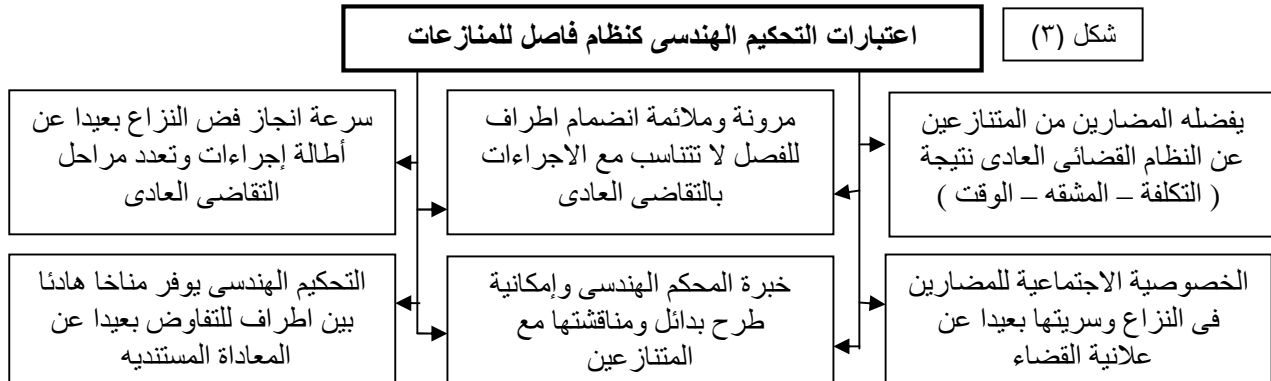 شكل (٣)
اعتبارات التحكيم الهندسى كنظام فاصل للمنازعات
يفضله المضارين من المتنازعين
عن النظام القضائى العادى نتيجة
( التكلفة – المشقه – الوقت )
مرونة وملائمة انضمام اطراف
للفصل لا تتناسب مع الاجراءات
بالتقاضى العادى
سرعة انجاز فض النزاع بعيدا عن
أطالة إجراءات وتعدد مراحل
التقاضى العادى
الخصوصية الاجتماعية للمضارين
فى النزاع وسريتها بعيدا عن
علانية القضاء
خبرة المحكم الهندسى وإمكانية
طرح بدائل ومناقشتها مع
المتنازعين
التحكيم الهندسى يوفر مناخا هادئا
بين اطراف للتفاوض بعيدا عن
المعاداة المستنديه